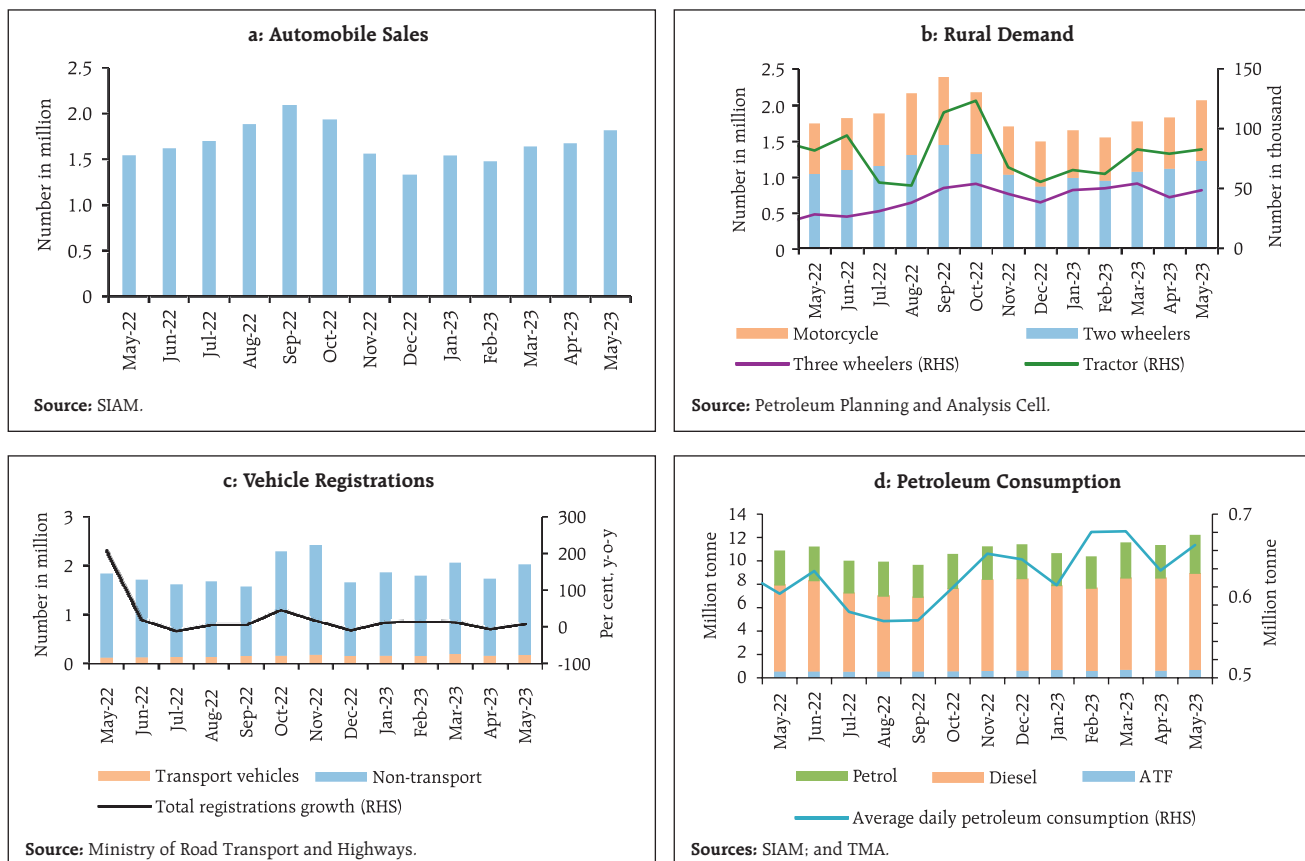 a: Automobile Sales
Number in million
2.5
2.0
1.5
1.0
0.5
0
May-22
Jun-22
Jul-22
Aug-22
Sep-22
Oct-22
Nov-22
Dec-22
Jan-23
Feb-23
Mar-23
Apr-23
May-23
Source: SIAM.
b: Rural Demand
Number in million
2.5
2.0
1.5
1.0
0.5
0
150
100
50
0
Number in thousand
May-22
Jun-22
Jul-22
Aug-22
Sep-22
Oct-22
Nov-22
Dec-22
Jan-23
Feb-23
Mar-23
Apr-23
May-23
Motorcycle
Two wheelers
Three wheelers (RHS)
Tractor (RHS)
Source: Petroleum Planning and Analysis Cell.
c: Vehicle Registrations
Number in million
3
2
1
0
300
200
100
0
-100
Per cent, y-o-y
May-22
Jun-22
Jul-22
Aug-22
Sep-22
Oct-22
Nov-22
Dec-22
Jan-23
Feb-23
Mar-23
Apr-23
May-23
Transport vehicles
Non-transport
Total registrations growth (RHS)
Source: Ministry of Road Transport and Highways.
d: Petroleum Consumption
Million tonne
14
12
10
8
6
4
2
0
0.7
0.6
0.5
Million tonne
May-22
Jun-22
Jul-22
Aug-22
Sep-22
Oct-22
Nov-22
Dec-22
Jan-23
Feb-23
Mar-23
Apr-23
May-23
Petrol
Diesel
ATF
Average daily petroleum consumption (RHS)
Sources: SIAM; and TMA.